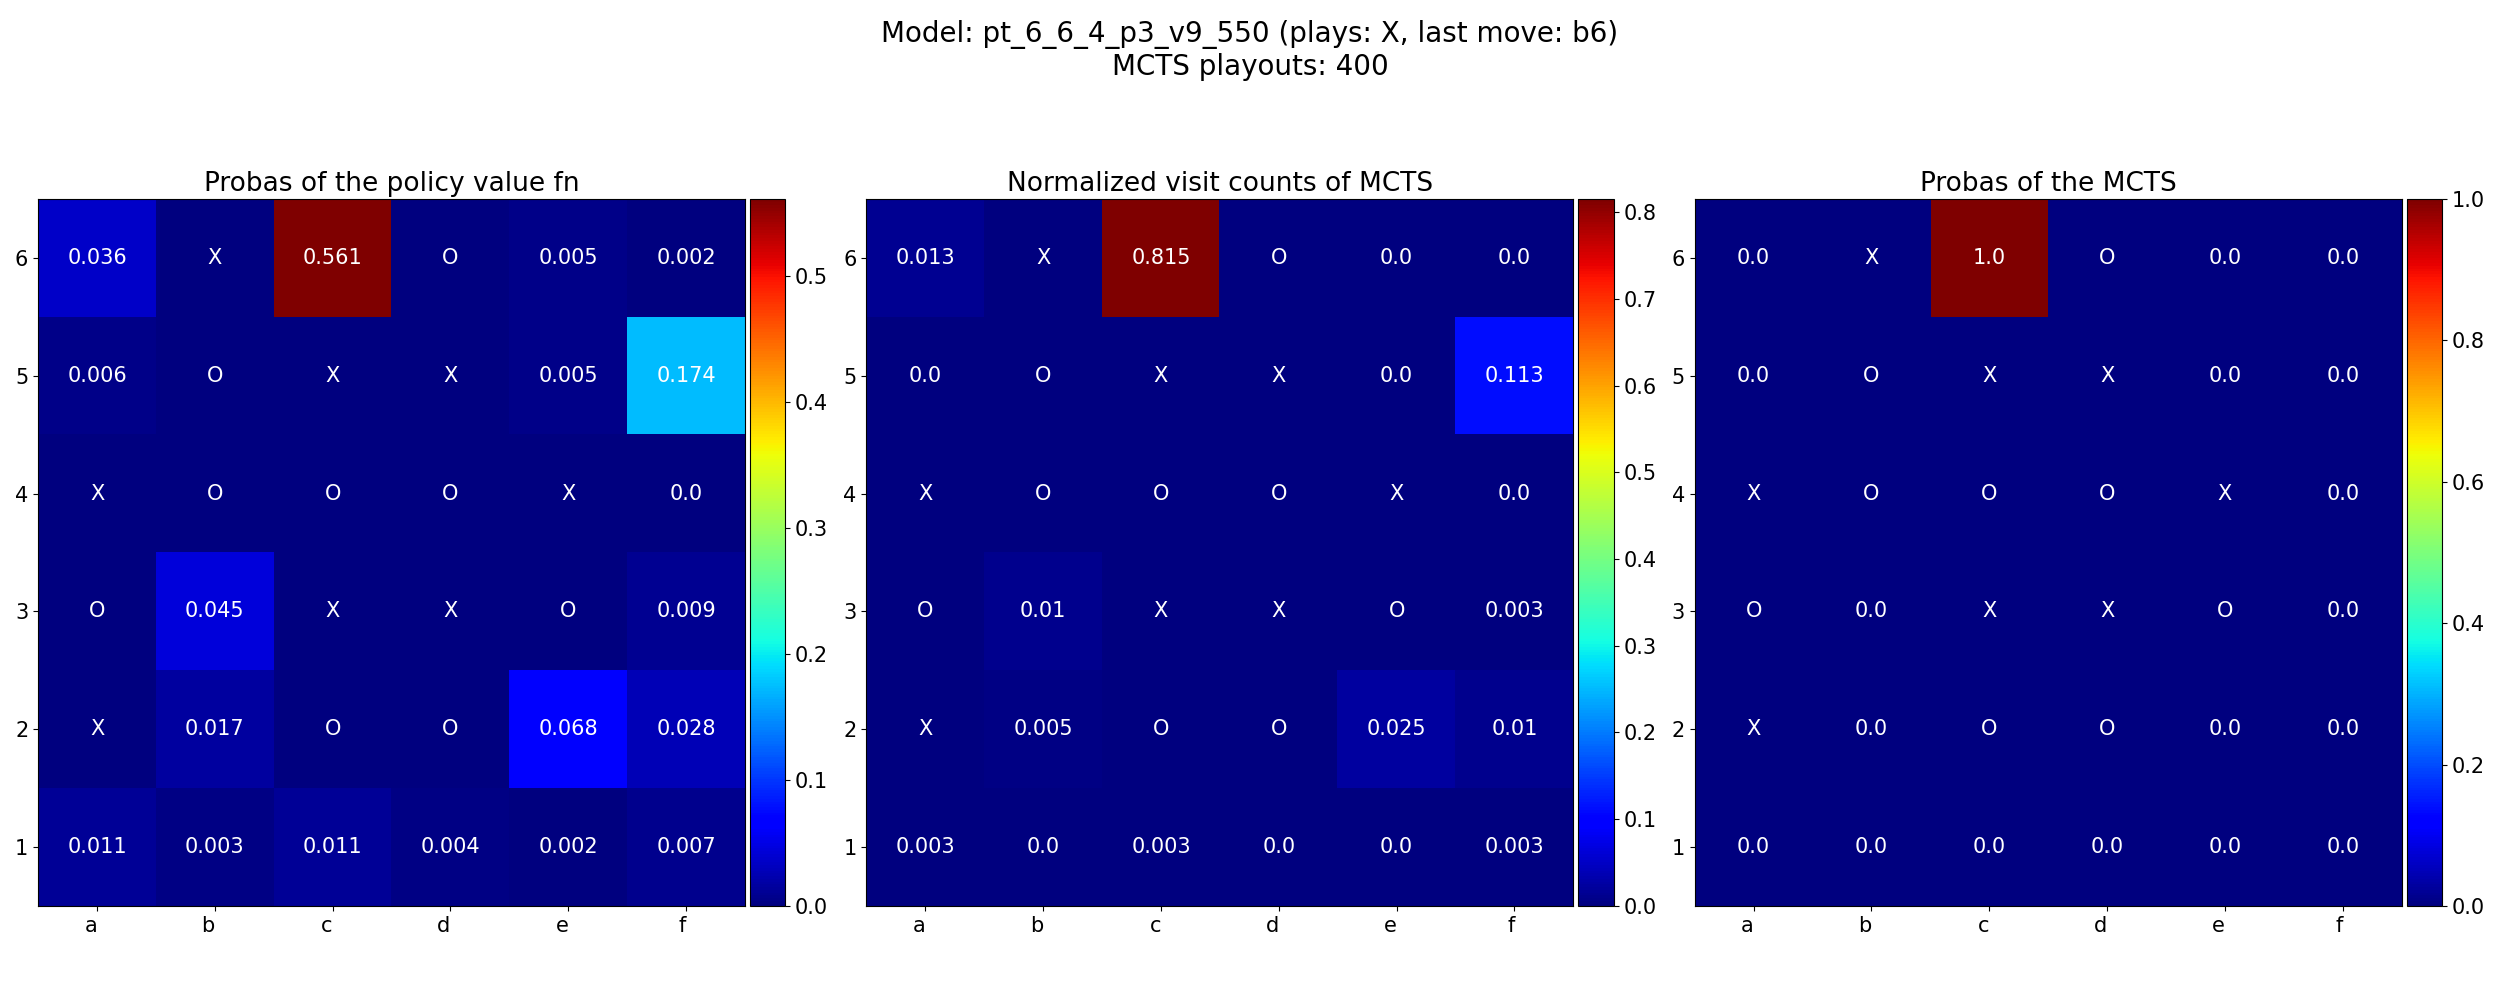 Model: pt_6_6_4_p3_v9_550 (plays: X, last move: b6)
MCTS playouts: 400
Probas of the policy value fn
6 0.036 X 0.561 O 0.005 0.002
5 0.006 O X X 0.005 0.174
4 X O O O X 0.0
3 O 0.045 X X O 0.009
2 X 0.017 O O 0.068 0.028
1 0.011 0.003 0.011 0.004 0.002 0.007
a b c d e f
0.5
0.4
0.3
0.2
0.1
0.0
Normalized visit counts of MCTS
6 0.013 X 0.815 O 0.0 0.0
5 0.0 O X X 0.0 0.113
4 X O O O X 0.0
3 O 0.01 X X O 0.003
2 X 0.005 O O 0.025 0.01
1 0.003 0.0 0.003 0.0 0.0 0.003
a b c d e f
0.8
0.7
0.6
0.5
0.4
0.3
0.2
0.1
0.0
Probas of the MCTS
6 0.0 X 1.0 O 0.0 0.0
5 0.0 O X X 0.0 0.0
4 X O O O X 0.0
3 O 0.0 X X O 0.0
2 X 0.0 O O 0.0 0.0
1 0.0 0.0 0.0 0.0 0.0 0.0
a b c d e f
1.0
0.8
0.6
0.4
0.2
0.0